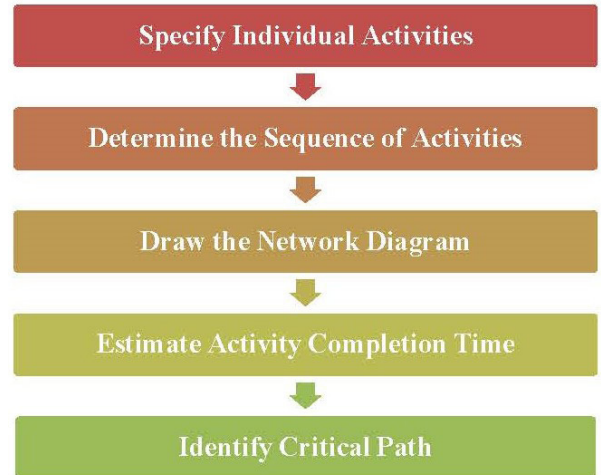 Specify Individual Activities
Determine the Sequence of Activities
Draw the Network Diagram
Estimate Activity Completion Time
Identify Critical Path